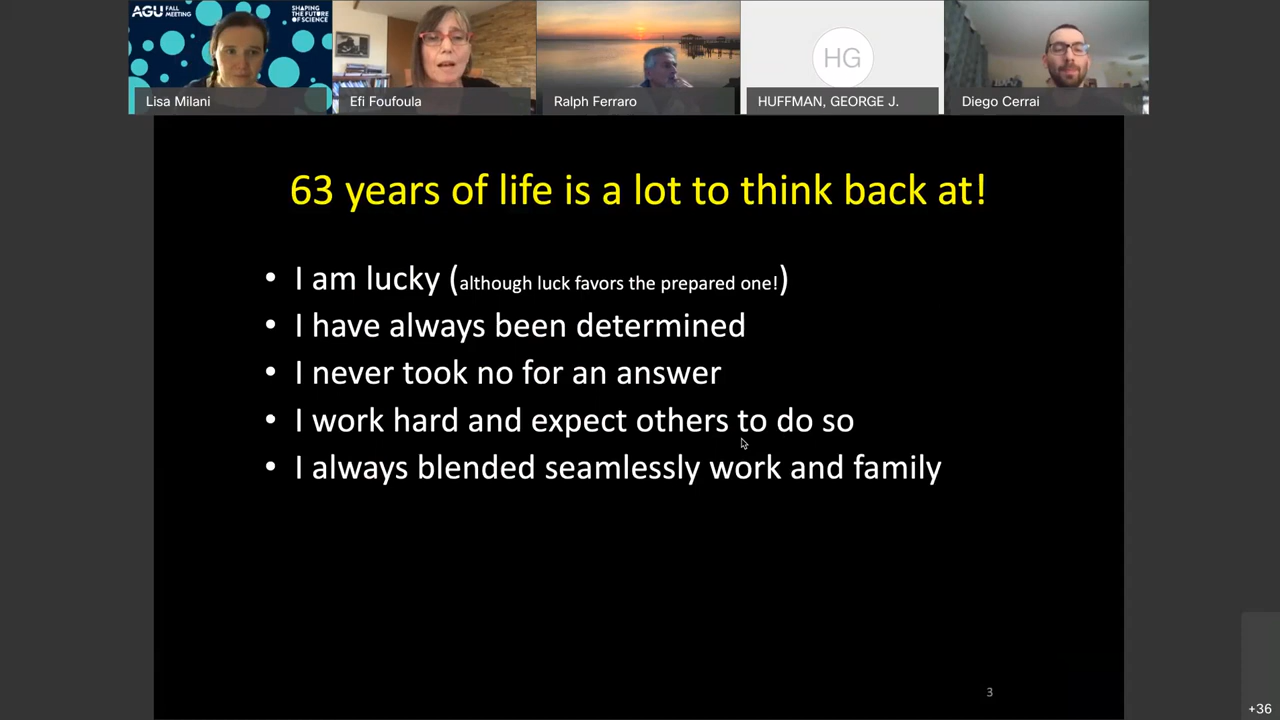 AGU FALL MEETING
SHAPING THE FUTURE OF SCIENCE
Lisa Milani
Efi Foufoula
Ralph Ferraro
HG
HUFFMAN, GEORGE J.
Diego Cerrai
63 years of life is a lot to think back at!
• I am lucky (although luck favors the prepared one!)
• I have always been determined
• I never took no for an answer
• I work hard and expect others to do so
• I always blended seamlessly work and family
3
+36